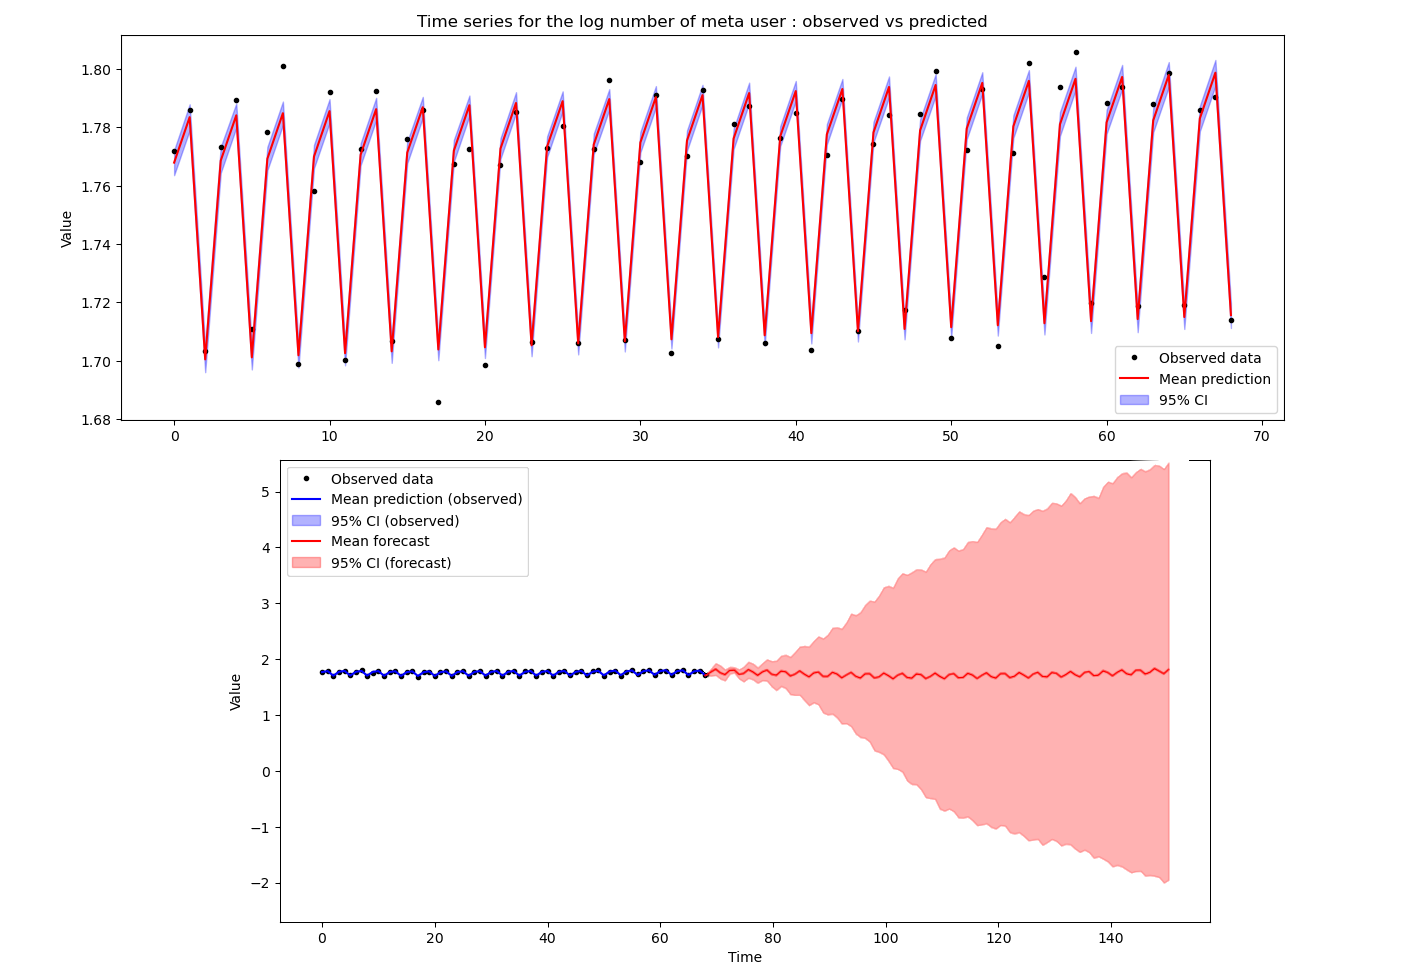 Time series for the log number of meta user : observed vs predicted
Value
1.80
1.78
1.76
1.74
1.72
1.70
1.68
0 10 20 30 40 50 60 70
Observed data
Mean prediction
95% CI
Observed data
Mean prediction (observed)
95% CI (observed)
Mean forecast
95% CI (forecast)
Value
5
4
3
2
1
0
−1
−2
0 20 40 60 80 100 120 140
Time